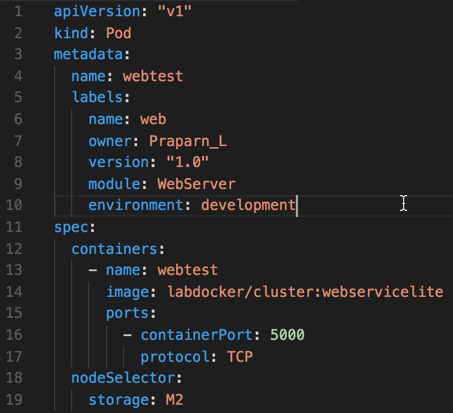 1 apiVersion: "v1"
2 kind: Pod
3 metadata:
4   name: webtest
5   labels:
6     name: web
7     owner: Praparn_L
8     version: "1.0"
9     module: WebServer
10     environment: development
11 spec:
12   containers:
13     - name: webtest
14       image: labdocker/cluster:webservicelite
15       ports:
16         - containerPort: 5000
17           protocol: TCP
18   nodeSelector:
19     storage: M2